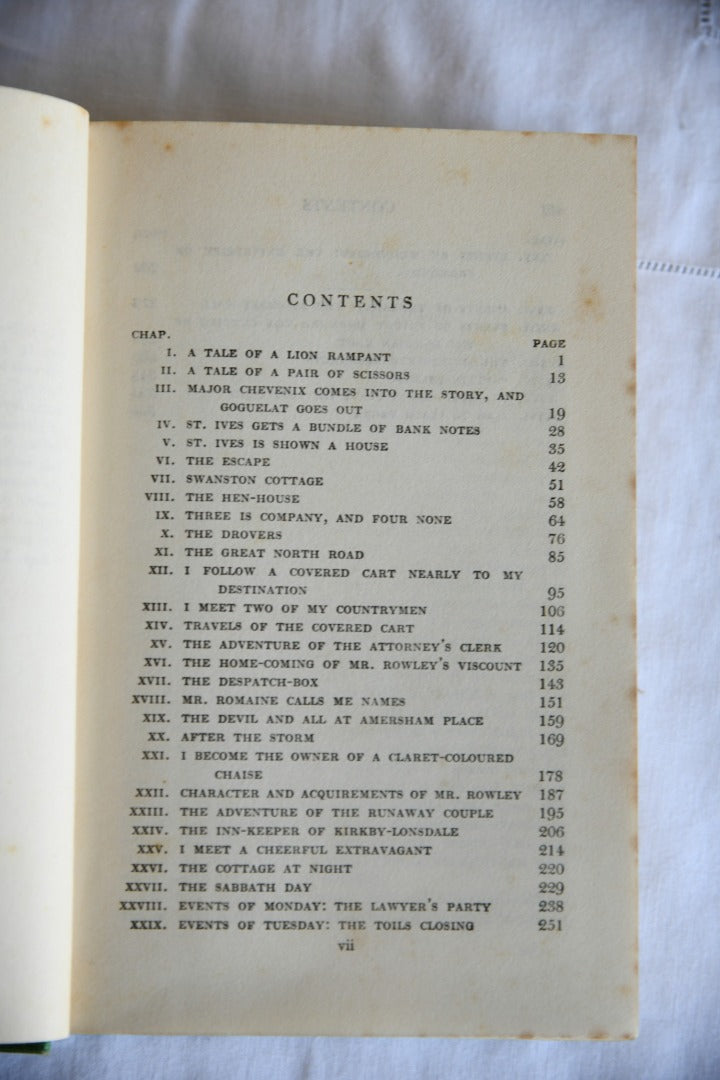 CONTENTS
CHAP.
PAGE
I. A TALE OF A LION RAMPANT 1
II. A TALE OF A PAIR OF SCISSORS 13
III. MAJOR CHEVENIX COMES INTO THE STORY, AND
GOGUELAT GOES OUT 19
IV. ST. IVES GETS A BUNDLE OF BANK NOTES 28
V. ST. IVES IS SHOWN A HOUSE 35
VI. THE ESCAPE 42
VII. SWANSTON COTTAGE 51
VIII. THE HEN-HOUSE 58
IX. THREE IS COMPANY, AND FOUR NONE 64
X. THE DROVERS 76
XI. THE GREAT NORTH ROAD 85
XII. I FOLLOW A COVERED CART NEARLY TO MY
DESTINATION 95
XIII. I MEET TWO OF MY COUNTRYMEN 106
XIV. TRAVELS OF THE COVERED CART 114
XV. THE ADVENTURE OF THE ATTORNEY'S CLERK 120
XVI. THE HOME-COMING OF MR. ROWLEY'S VISCOUNT 135
XVII. THE DESPATCH-BOX 143
XVIII. MR. ROMAINE CALLS ME NAMES 151
XIX. THE DEVIL AND ALL AT AMERSHAM PLACE 159
XX. AFTER THE STORM 169
XXI. I BECOME THE OWNER OF A CLARET-COLOURED
CHAISE 178
XXII. CHARACTER AND ACQUIREMENTS OF MR. ROWLEY 187
XXIII. THE ADVENTURE OF THE RUNAWAY COUPLE 195
XXIV. THE INN-KEEPER OF KIRKBY-LONSDALE 206
XXV. I MEET A CHEERFUL EXTRAVAGANT 214
XXVI. THE COTTAGE AT NIGHT 220
XXVII. THE SABBATH DAY 229
XXVIII. EVENTS OF MONDAY: THE LAWYER'S PARTY 238
XXIX. EVENTS OF TUESDAY: THE TOILS CLOSING 251
vii